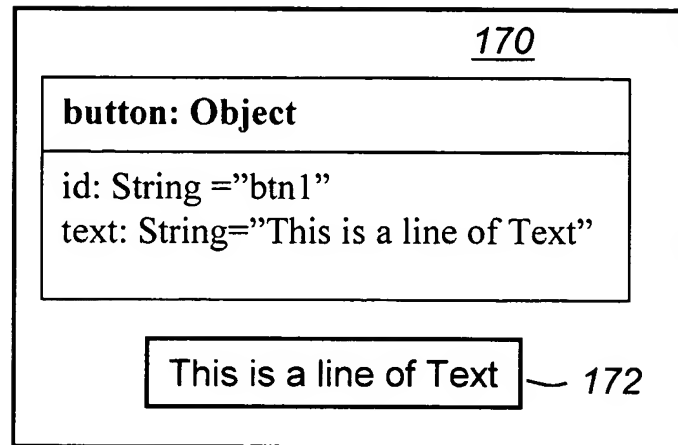 170
button: Object
id: String ="btn1"
text: String="This is a line of Text"
This is a line of Text 172